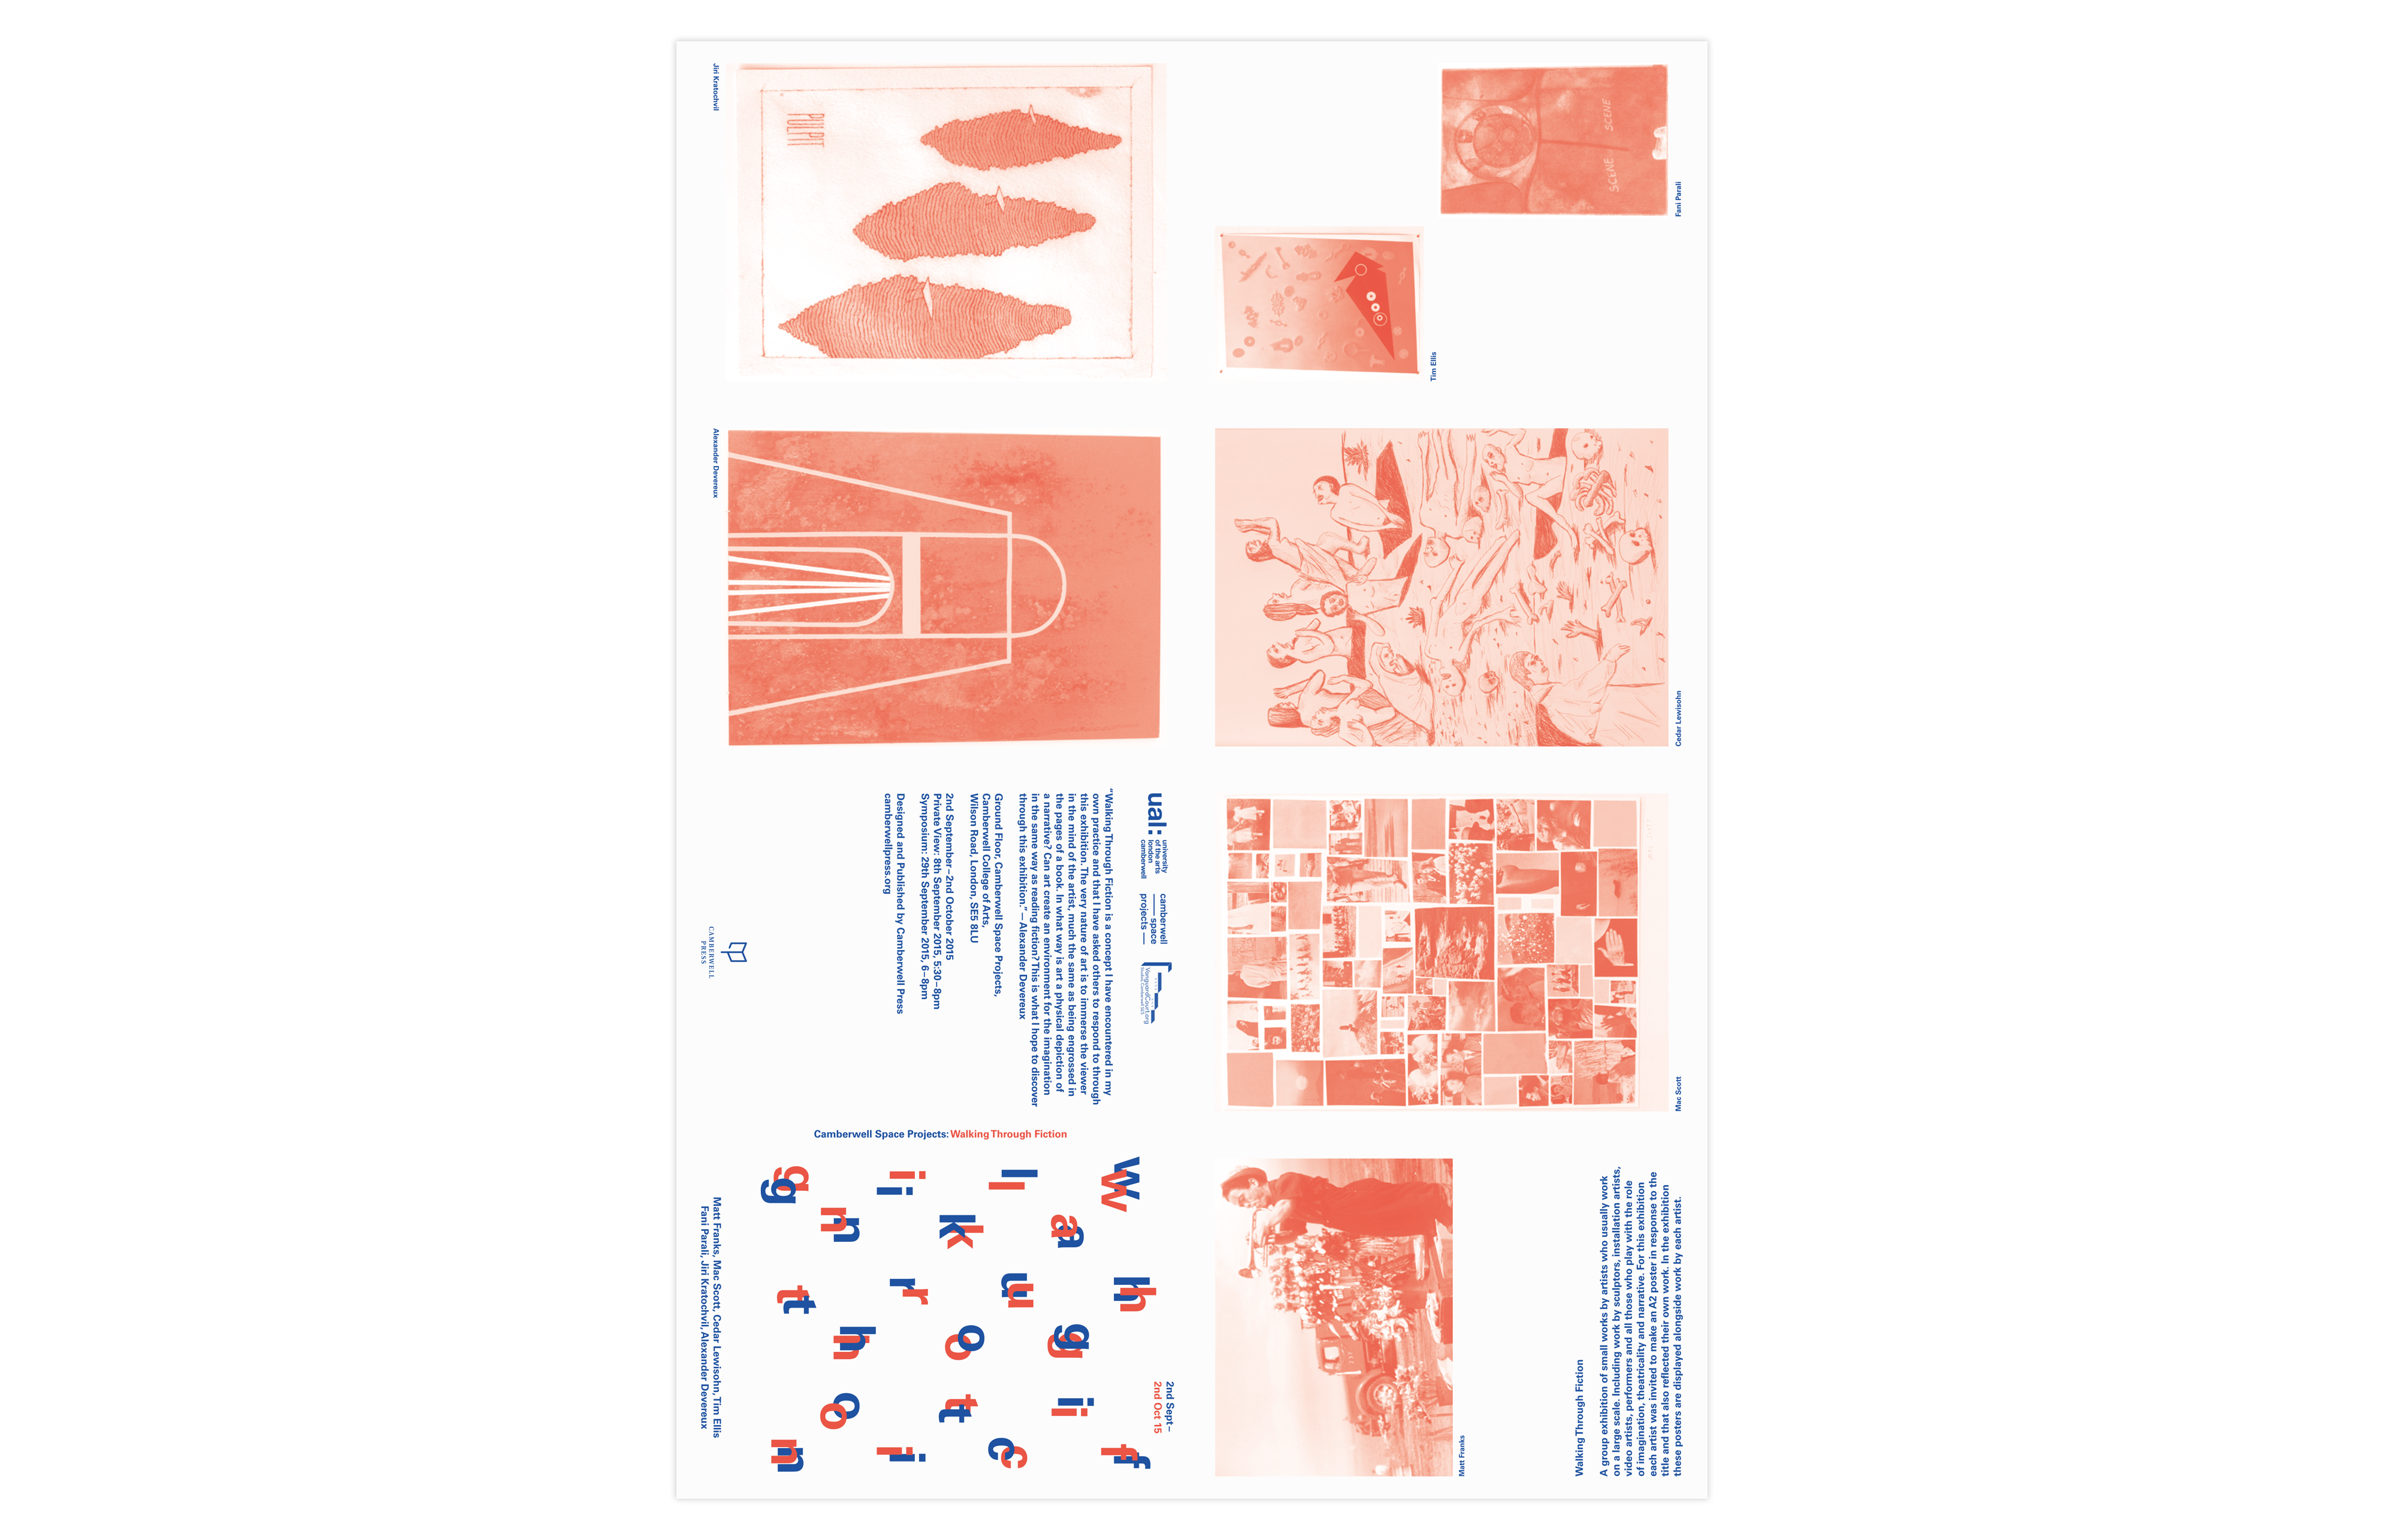 Jiri Kratochvil
PULPIT
Fani Parali
SCENE SCENE
Tim Ellis
Alexander Devereux
Cedar Lewisohn
ual:
university
of the arts
london
camberwell
camberwell
space
projects
VanguardCourt.org
“Walking Through Fiction is a concept I have encountered in my
own practice and that I have asked others to respond to through
this exhibition. The very nature of art is to immerse the viewer
in the mind of the artist, much the same as being engrossed in
the pages of a book. In what way is art a physical depiction of
a narrative? Can art create an environment for the imagination
in the same way as reading fiction? This is what I hope to discover
through this exhibition.” – Alexander Devereux
Ground Floor, Camberwell Space Projects,
Camberwell College of Arts,
Wilson Road, London, SE5 8LU
2nd September–2nd October 2015
Private View: 8th September 2015, 5:30–8pm
Symposium: 29th September 2015, 6–8pm
Designed and Published by Camberwell Press
camberwellpress.org
CAMBERWELL
PRESS
Mac Scott
Camberwell Space Projects: Walking Through Fiction
W a l k i n g
t h r o u g h
f i c t i o n
2nd Sept–
2nd Oct 15
Matt Franks, Mac Scott, Cedar Lewisohn, Tim Ellis
Fani Parali, Jiri Kratochvil, Alexander Devereux
Matt Franks
Walking Through Fiction
A group exhibition of small works by artists who usually work
on a large scale. Including work by sculptors, installation artists,
video artists, performers and all those who play with the role
of imagination, theatricality and narrative. For this exhibition
each artist was invited to make an A2 poster in response to the
title and that also reflected their own work. In the exhibition
these posters are displayed alongside work by each artist.